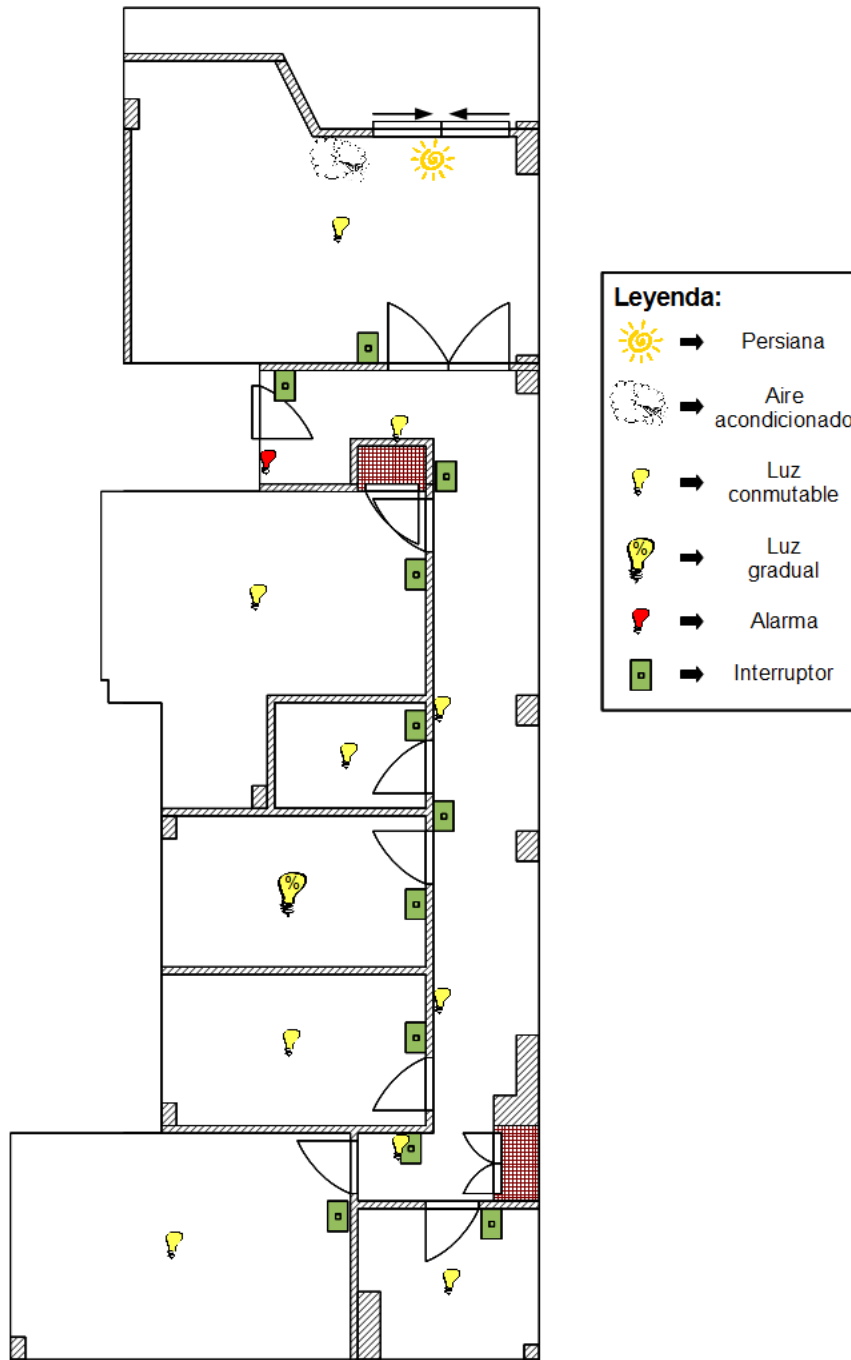 Leyenda:
Persiana
Aire
acondicionado
Luz
conmutable
%
Luz
gradual
Alarma
Interruptor
%